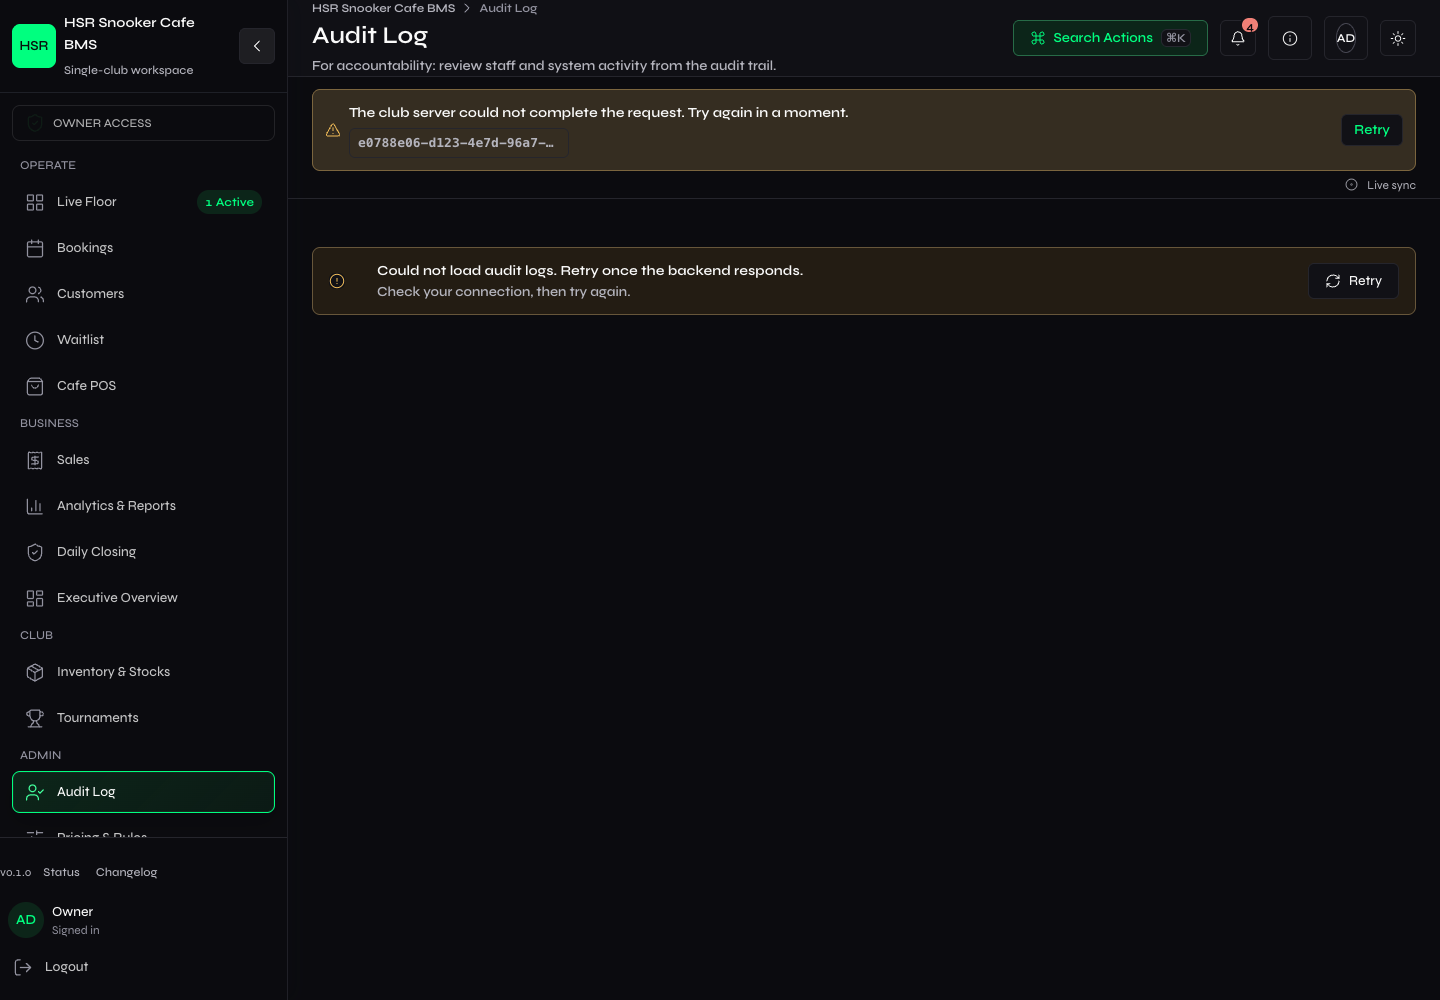 HSR
HSR Snooker Cafe
BMS
Single-club workspace
OWNER ACCESS
OPERATE
Live Floor
1 Active
Bookings
Customers
Waitlist
Cafe POS
BUSINESS
Sales
Analytics & Reports
Daily Closing
Executive Overview
CLUB
Inventory & Stocks
Tournaments
ADMIN
Audit Log
Pricing & Rules
v0.1.0 Status Changelog
AD
Owner
Signed in
Logout
HSR Snooker Cafe BMS > Audit Log
Audit Log
For accountability: review staff and system activity from the audit trail.
Search Actions ⌘K
4
AD
The club server could not complete the request. Try again in a moment.
e0788e06-d123-4e7d-96a7-…
Retry
Live sync
Could not load audit logs. Retry once the backend responds.
Check your connection, then try again.
Retry